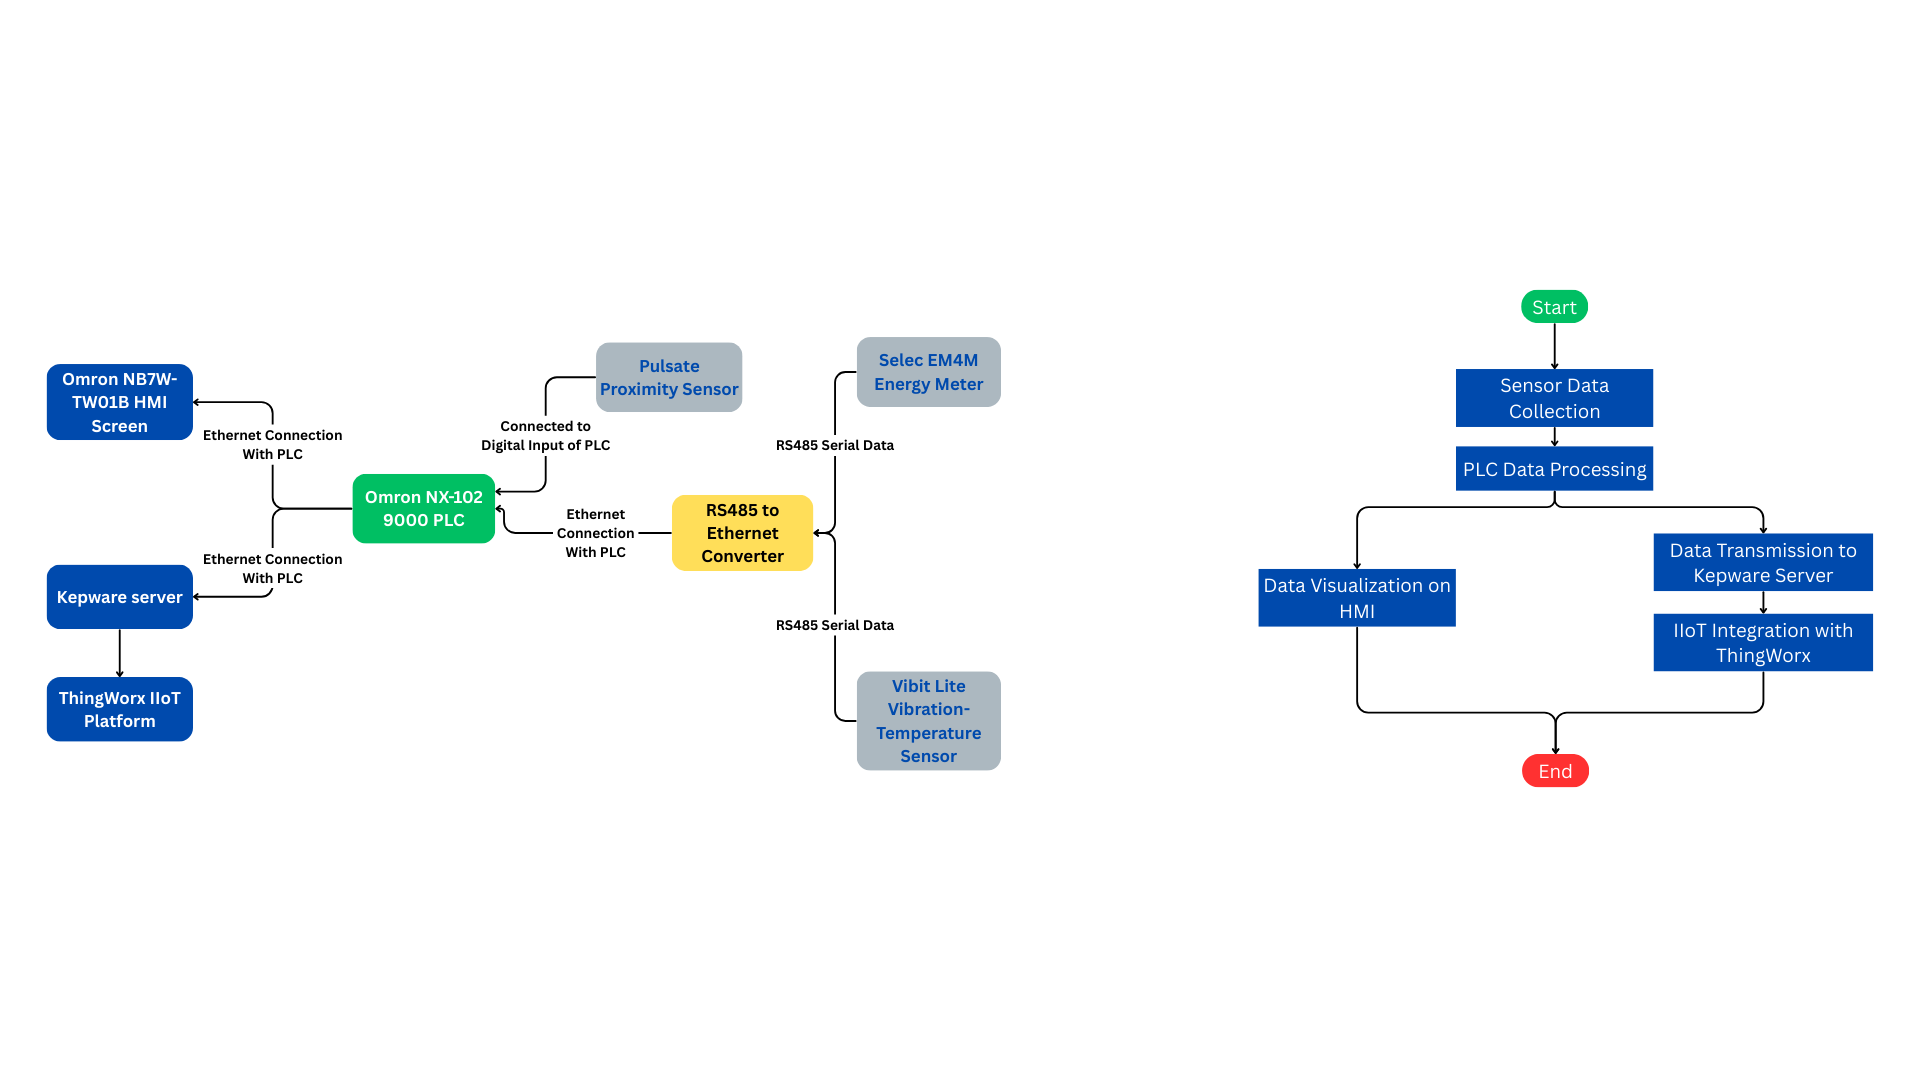 Omron NB7W-
TW01B HMI
Screen
Ethernet Connection
With PLC
Omron NX-102
9000 PLC
Ethernet Connection
With PLC
Kepware server
ThingWorx IIoT
Platform
Pulsate
Proximity Sensor
Connected to
Digital Input of PLC
Ethernet
Connection
With PLC
RS485 to
Ethernet
Converter
Selec EM4M
Energy Meter
RS485 Serial Data
RS485 Serial Data
Vibit Lite
Vibration-
Temperature
Sensor
Start
Sensor Data
Collection
PLC Data Processing
Data Visualization on
HMI
Data Transmission to
Kepware Server
IIoT Integration with
ThingWorx
End